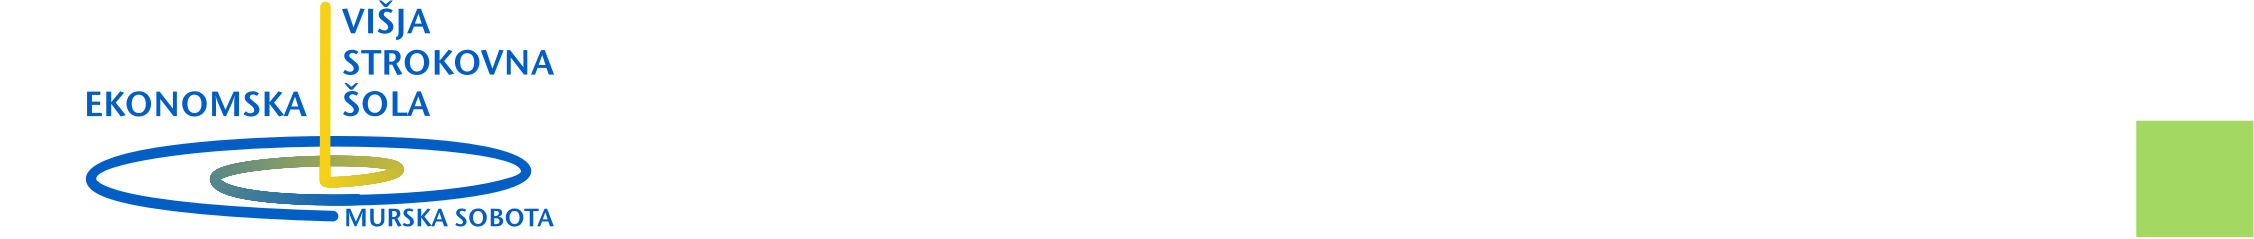 VIŠJA
STROKOVNA
EKONOMSKA ŠOLA
MURSKA SOBOTA